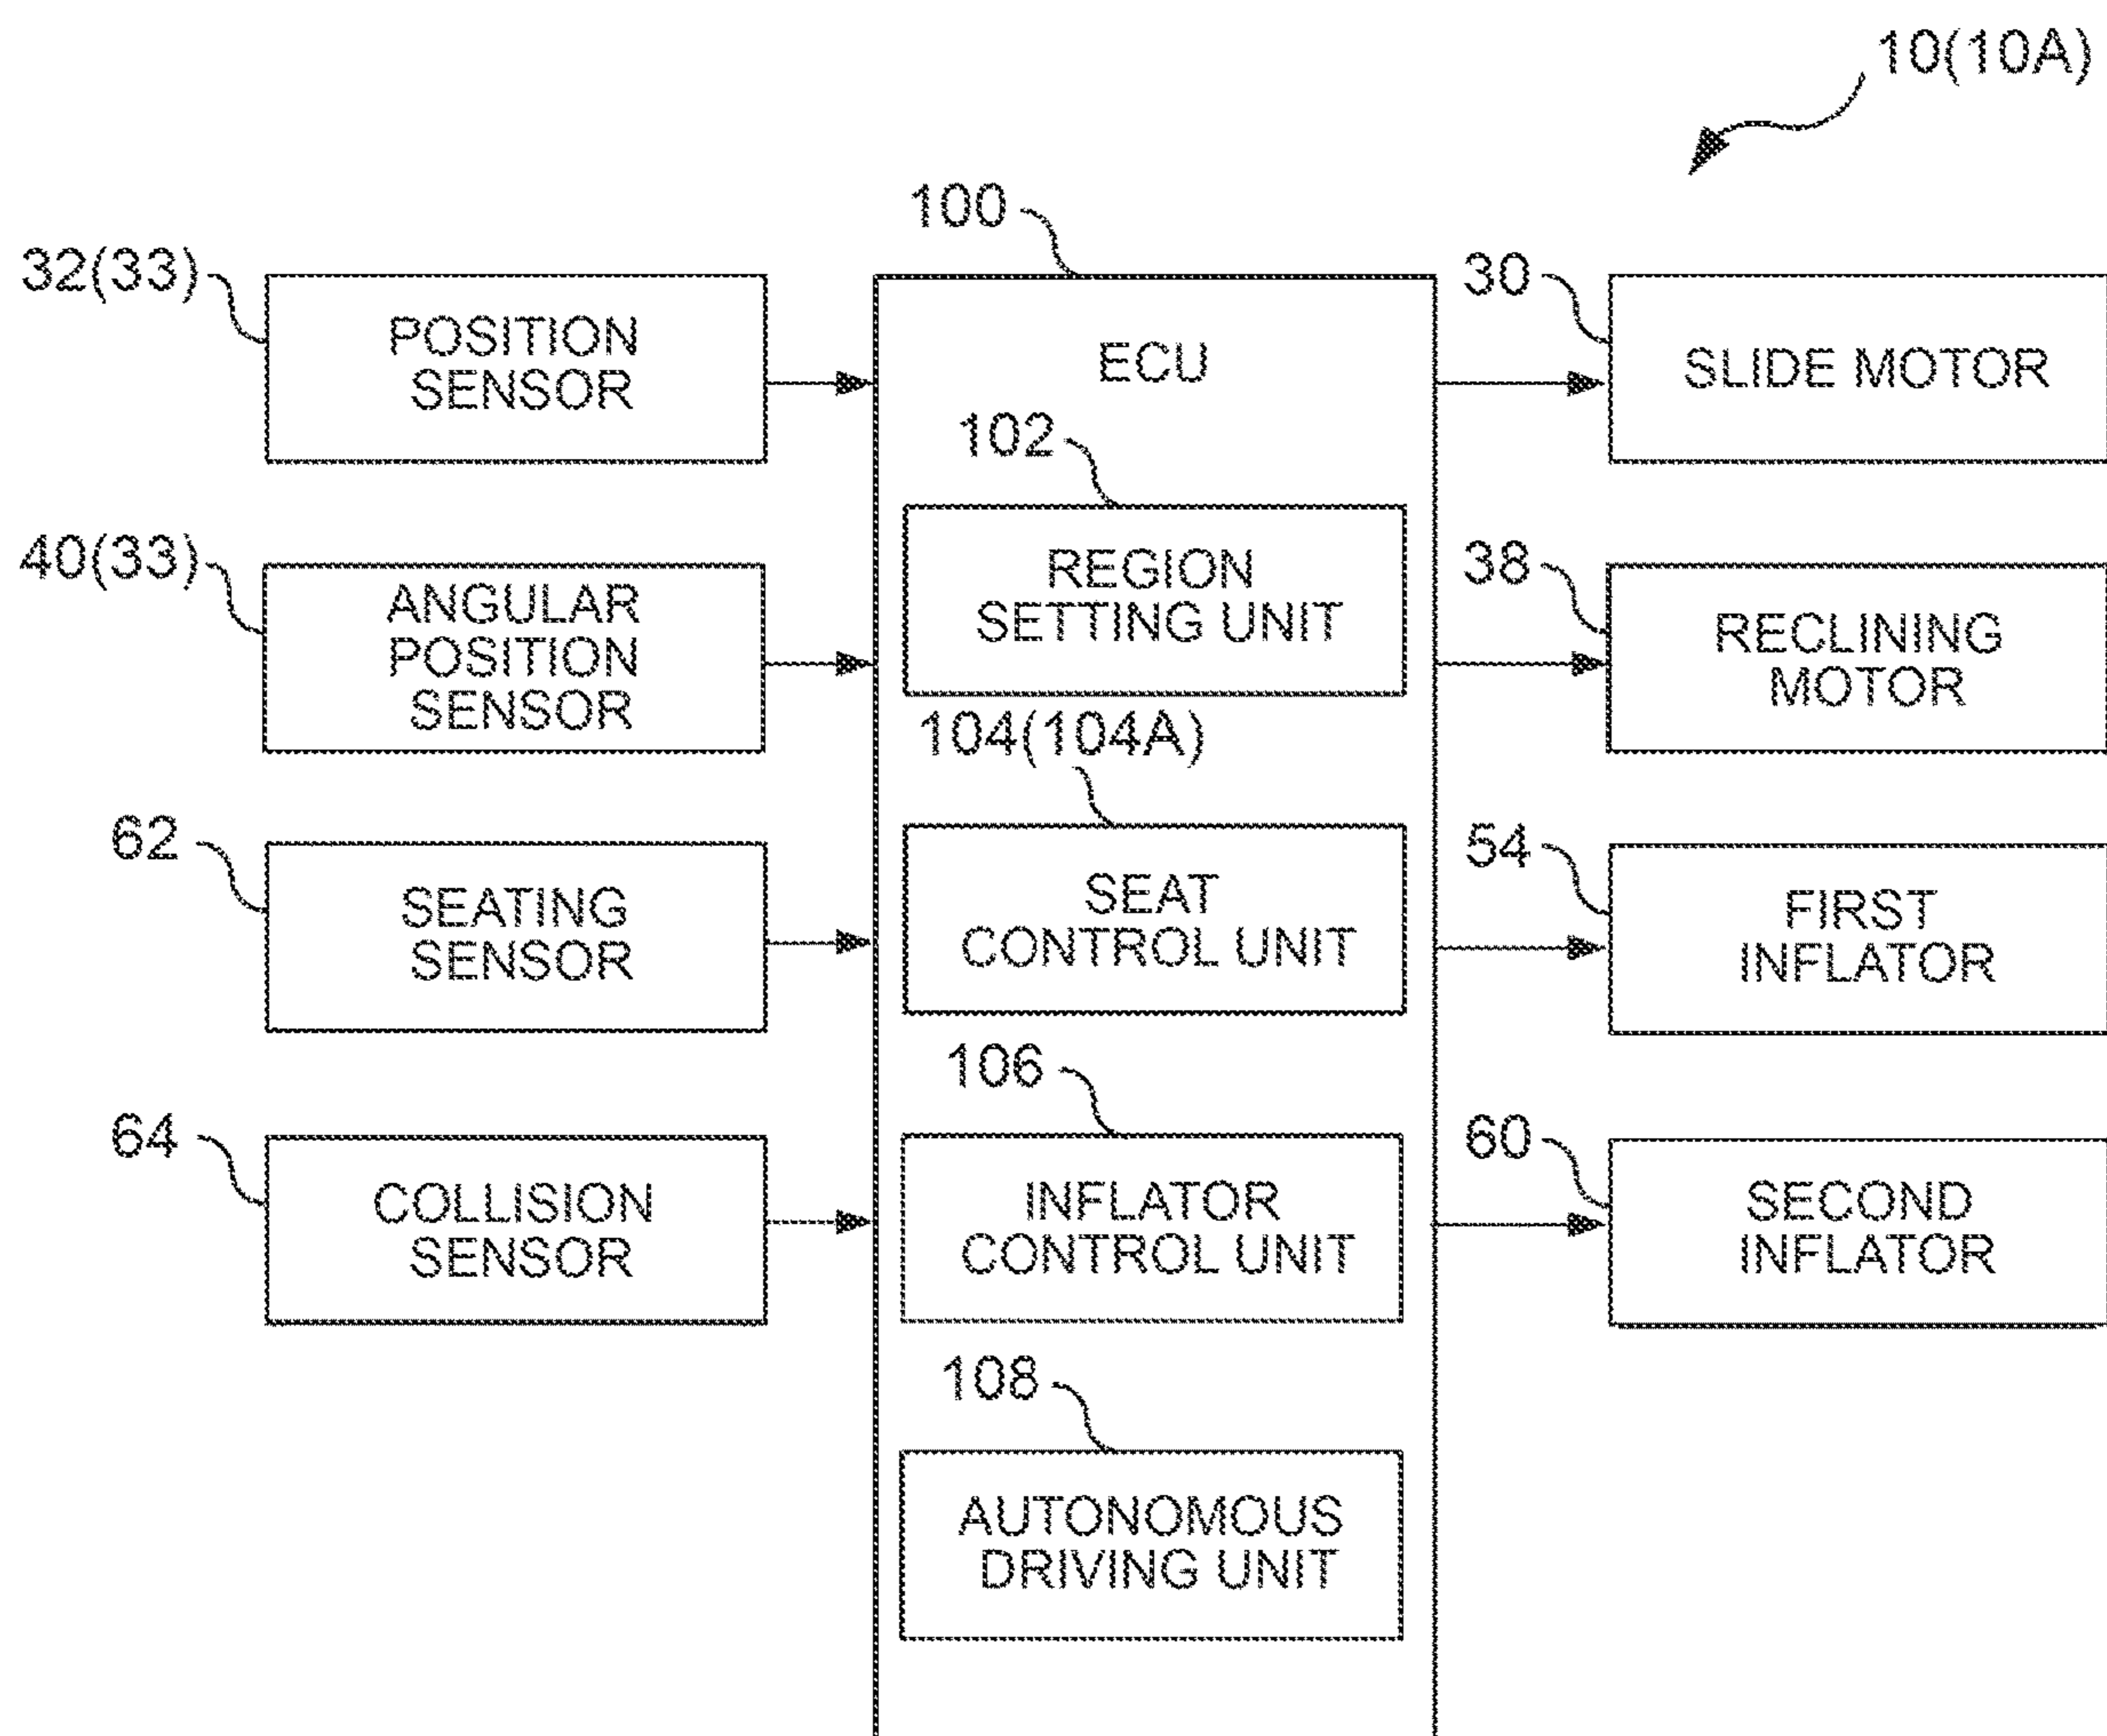 10(10A)
100
32(33)
POSITION
SENSOR
ECU
30
SLIDE MOTOR
102
40(33)
ANGULAR
POSITION
SENSOR
REGION
SETTING UNIT
38
RECLINING
MOTOR
104(104A)
62
SEATING
SENSOR
SEAT
CONTROL UNIT
54
FIRST
INFLATOR
106
64
COLLISION
SENSOR
INFLATOR
CONTROL UNIT
60
SECOND
INFLATOR
108
AUTONOMOUS
DRIVING UNIT